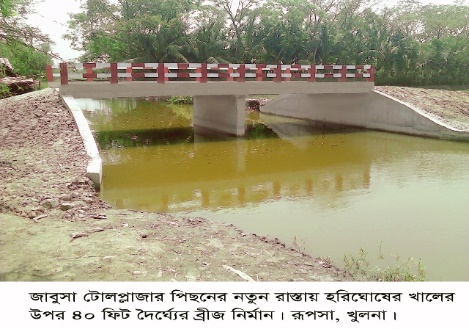 জাবুসা টোলপ্লাজার পিছনের নতুন রাস্তায় হরিঘোষের খালের
উপর ৪০ ফিট দৈর্ঘ্যের ব্রীজ নির্মান। রূপসা, খুলনা।